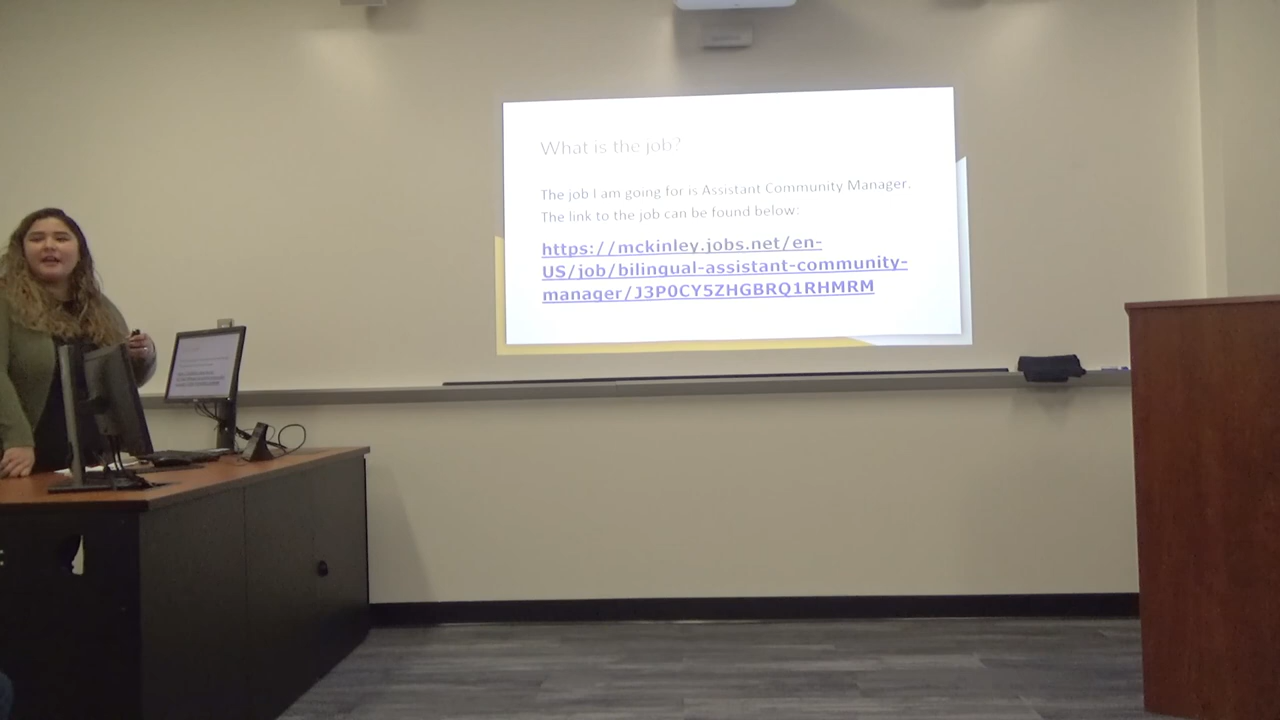 What is the job?
The job I am going for is Assistant Community Manager.
The link to the job can be found below:
https://mckinley.jobs.net/en-
US/job/bilingual-assistant-community-
manager/J3P0CY5ZHGBRQ1RHMRM